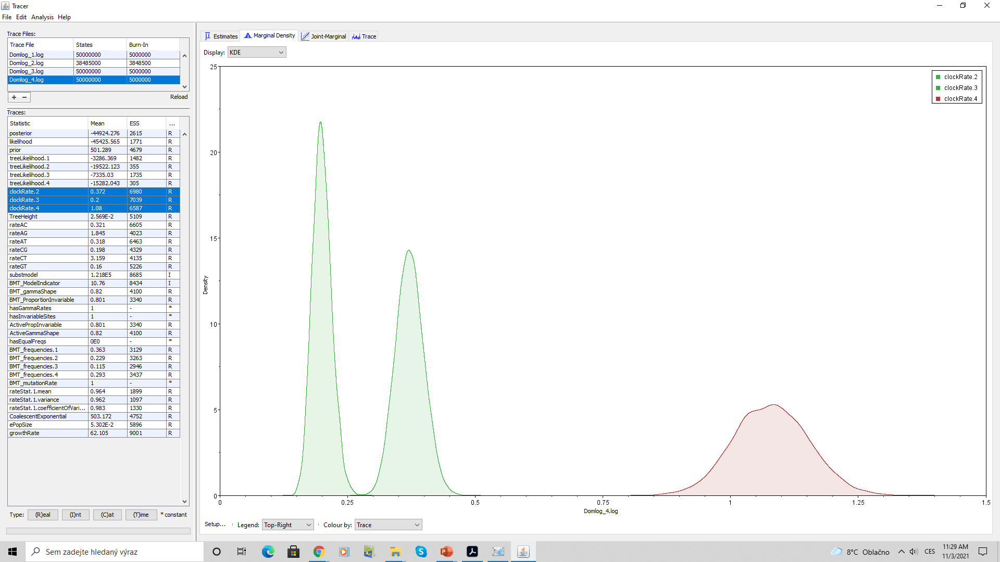 Tracer
File Edit Analysis Help
Trace Files:
Trace File States Burn-In
Domlog_1.log 50000000 5000000
Domlog_2.log 38485000 3848500
Domlog_3.log 50000000 5000000
Domlog_4.log 50000000 5000000
+ − Reload
Traces:
Statistic Mean ESS ...
posterior -44924.276 2615 R
likelihood -45425.565 1771 R
prior 501.289 4679 R
treeLikelihood.1 -3286.369 1482 R
treeLikelihood.2 -19522.123 355 R
treeLikelihood.3 -7335.03 1735 R
treeLikelihood.4 -15282.043 305 R
clockRate.2 0.372 6980 R
clockRate.3 0.2 7039 R
clockRate.4 1.08 6587 R
TreeHeight 2.569E-2 5109 R
rateAC 0.321 6605 R
rateAG 1.845 4023 R
rateAT 0.318 6463 R
rateCG 0.198 4329 R
rateCT 3.159 4135 R
rateGT 0.16 5226 R
substmodel 1.218E5 8685 I
BMT_ModelIndicator 10.76 8434 I
BMT_gammaShape 0.82 4100 R
BMT_ProportionInvariable 0.801 3340 R
hasGammaRates 1 - *
hasInvariableSites 1 - *
ActivePropInvariable 0.801 3340 R
ActiveGammaShape 0.82 4100 R
hasEqualFreqs 0E0 - *
BMT_frequencies.1 0.363 3129 R
BMT_frequencies.2 0.229 3263 R
BMT_frequencies.3 0.115 2946 R
BMT_frequencies.4 0.293 3437 R
BMT_mutationRate 1 - *
rateStat.1.mean 0.964 1899 R
rateStat.1.variance 0.962 1097 R
rateStat.1.coefficientOfVari... 0.983 1330 R
CoalescentExponential 503.172 4752 R
ePopSize 5.302E-2 5896 R
growthRate 62.105 9001 R
Type: (R)eal (I)nt (C)at (T)ime * constant
Estimates Marginal Density Joint-Marginal Trace
Display: KDE
clockRate.2
clockRate.3
clockRate.4
25
20
15
10
5
0
Density
0 0.25 0.5 0.75 1 1.25 1.5
Domlog_4.log
Setup... Legend: Top-Right Colour by: Trace
Sem zadejte hledaný výraz
8°C Oblačno CES
11:29 AM
11/3/2021